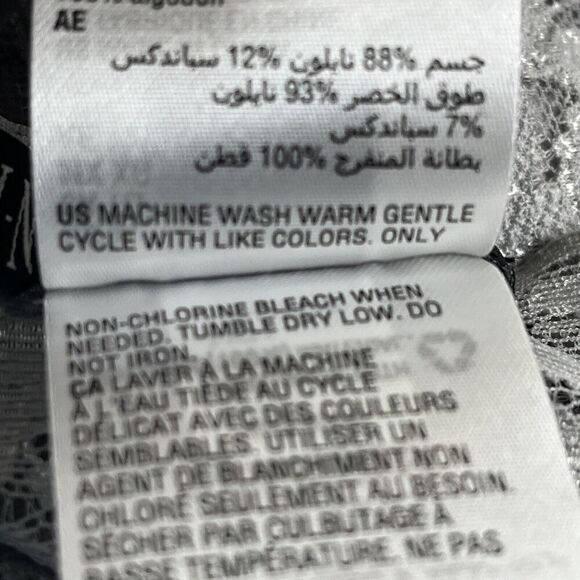 AE
جسم 88% نايلون 12% سباندكس
طوق الخصر 93% نايلون
7% سباندكس
بطانة المنفرج 100% قطن
US MACHINE WASH WARM GENTLE
CYCLE WITH LIKE COLORS. ONLY
NON-CHLORINE BLEACH WHEN
NEEDED. TUMBLE DRY LOW. DO
NOT IRON.
ÇA LAVER À LA MACHINE
À L'EAU TIÈDE AU CYCLE
DÉLICAT AVEC DES COULEURS
SEMBLABLES. UTILISER UN
AGENT DE BLANCHIMENT NON
CHLORÉ SEULEMENT AU BESOIN.
SÉCHER PAR CULBUTAGE À
BASSE TEMPÉRATURE. NE PAS